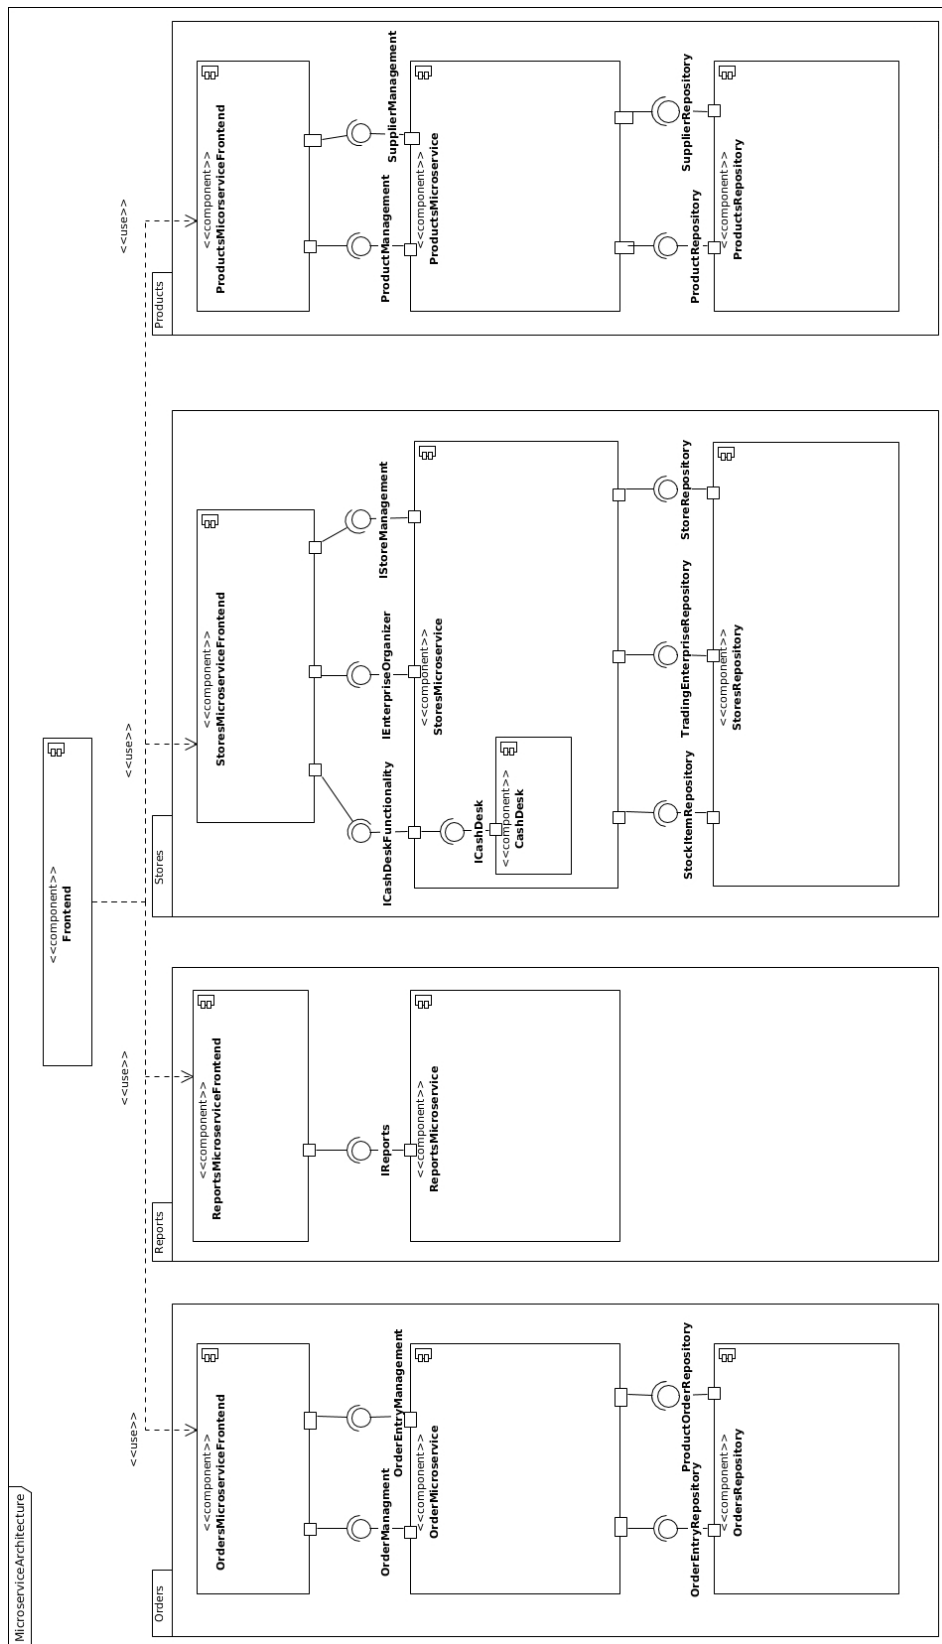 MicroserviceArchitecture
<<component>>
Frontend
<<use>>
<<use>>
<<use>>
<<use>>
Orders
<<component>>
OrdersMicroserviceFrontend
OrderManagment
OrderEntryManagement
<<component>>
OrderMicroservice
OrderEntryRepository
ProductOrderRepository
<<component>>
OrdersRepository
Reports
<<component>>
ReportsMicroserviceFrontend
IReports
<<component>>
ReportsMicroservice
Stores
<<component>>
StoresMicroserviceFrontend
ICashDeskFunctionality
IEnterpriseOrganizer
IStoreManagement
<<component>>
StoresMicroservice
ICashDesk
<<component>>
CashDesk
StockItemRepository
TradingEnterpriseRepository
StoreRepository
<<component>>
StoresRepository
Products
<<component>>
ProductsMicorserviceFrontend
ProductManagement
SupplierManagement
<<component>>
ProductsMicroservice
ProductRepository
SupplierRepository
<<component>>
ProductsRepository